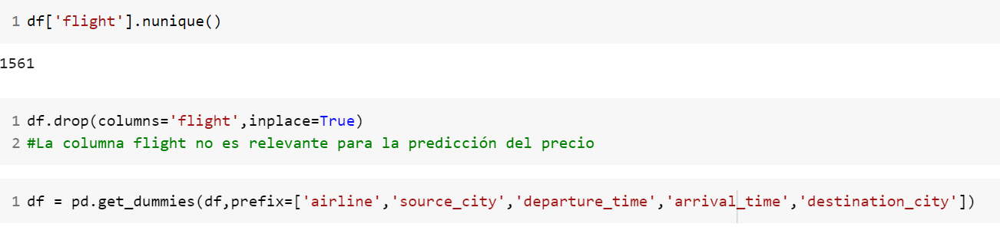 1 df['flight'].nunique()
1561
1 df.drop(columns='flight',inplace=True)
2 #La columna flight no es relevante para la predicción del precio
1 df = pd.get_dummies(df,prefix=['airline','source_city','departure_time','arrival_time','destination_city'])